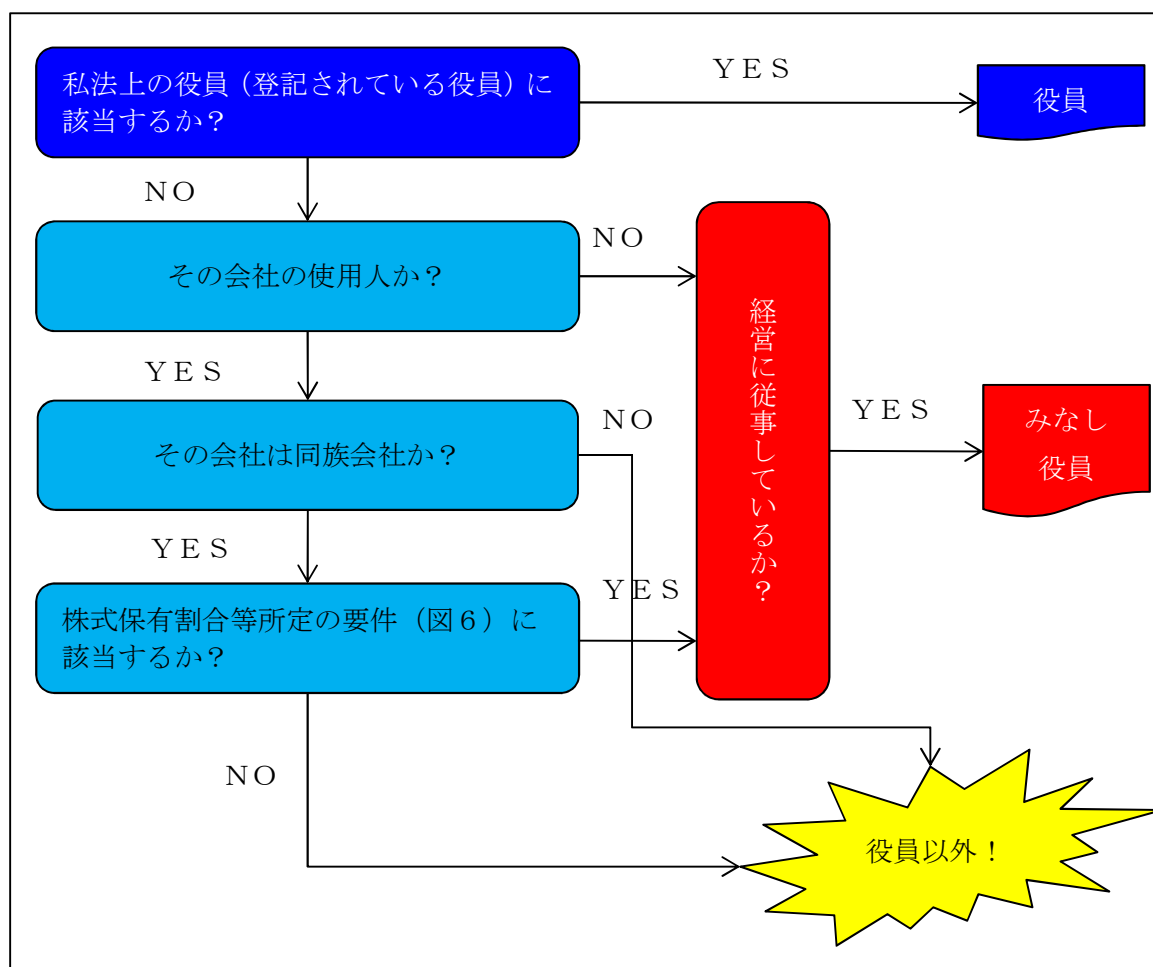 私法上の役員（登記されている役員）に
該当するか？
ＹＥＳ
役員
ＮＯ
その会社の使用人か？
ＮＯ
経営に従事しているか？
ＹＥＳ
その会社は同族会社か？
ＮＯ
ＹＥＳ
みなし
役員
ＹＥＳ
株式保有割合等所定の要件（図６）に
該当するか？
ＹＥＳ
ＮＯ
役員以外！